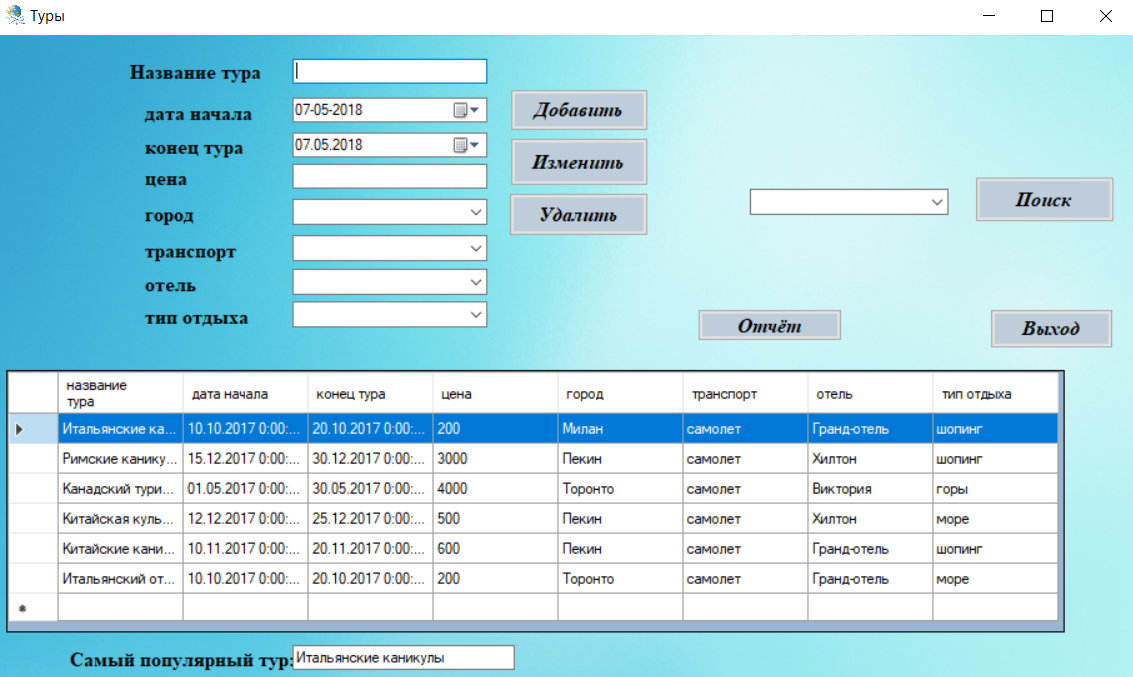 Туры
Название тура
дата начала 07-05-2018 Добавить
конец тура 07.05.2018 Изменить
цена
город Удалить Поиск
транспорт
отель
тип отдыха Отчёт Выход
название тура дата начала конец тура цена город транспорт отель тип отдыха
Итальянские ка... 10.10.2017 0:00:... 20.10.2017 0:00:... 200 Милан самолет Гранд-отель шопинг
Римские канику... 15.12.2017 0:00:... 30.12.2017 0:00:... 3000 Пекин самолет Хилтон шопинг
Канадский тури... 01.05.2017 0:00:... 30.05.2017 0:00:... 4000 Торонто самолет Виктория горы
Китайская куль... 12.12.2017 0:00:... 25.12.2017 0:00:... 500 Пекин самолет Хилтон море
Китайские кани... 10.11.2017 0:00:... 20.11.2017 0:00:... 600 Пекин самолет Гранд-отель шопинг
Итальянский от... 10.10.2017 0:00:... 20.10.2017 0:00:... 200 Торонто самолет Гранд-отель море
Самый популярный тур: Итальянские каникулы